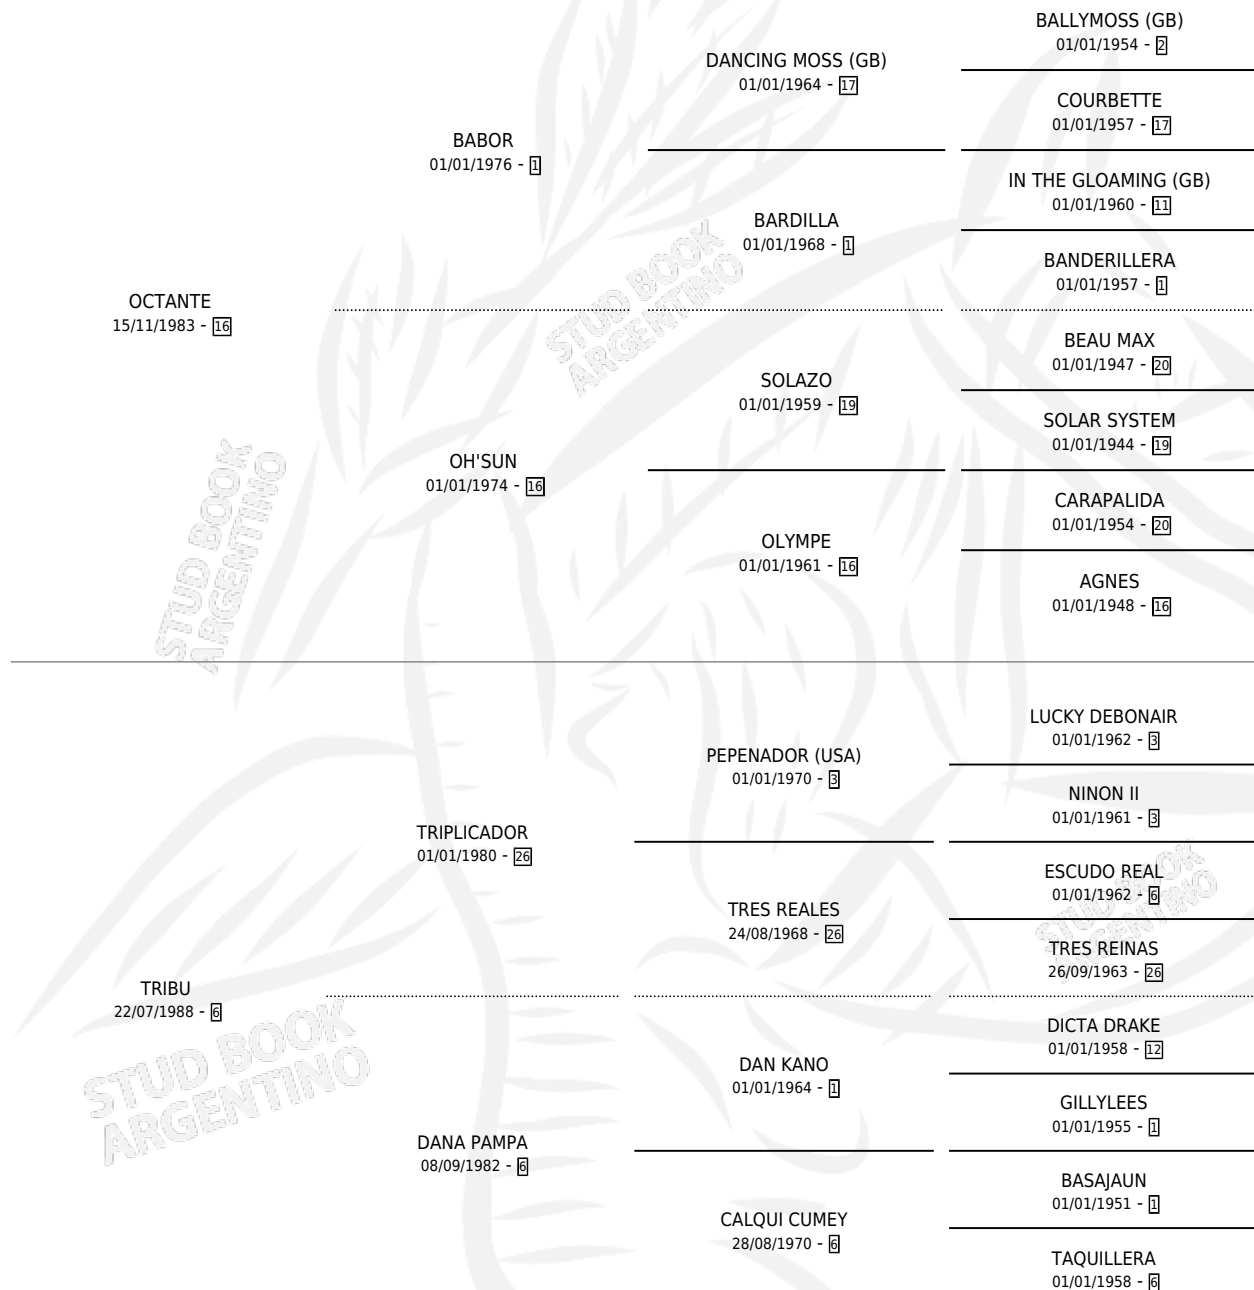 BALLYMOSS (GB)
01/01/1954 - 2
DANCING MOSS (GB)
01/01/1964 - 17
COURBETTE
01/01/1957 - 17
BABOR
01/01/1976 - 1
IN THE GLOAMING (GB)
01/01/1960 - 11
BARDILLA
01/01/1968 - 1
BANDERILLERA
01/01/1957 - 1
OCTANTE
15/11/1983 - 16
BEAU MAX
01/01/1947 - 20
SOLAZO
01/01/1959 - 19
SOLAR SYSTEM
01/01/1944 - 19
OH'SUN
01/01/1974 - 16
CARAPALIDA
01/01/1954 - 20
OLYMPE
01/01/1961 - 16
AGNES
01/01/1948 - 16
LUCKY DEBONAIR
01/01/1962 - 3
PEPENADOR (USA)
01/01/1970 - 3
NINON II
01/01/1961 - 3
TRIPLICADOR
01/01/1980 - 26
ESCUDO REAL
01/01/1962 - 6
TRES REALES
24/08/1968 - 26
TRES REINAS
26/09/1963 - 26
TRIBU
22/07/1988 - 6
DICTA DRAKE
01/01/1958 - 12
DAN KANO
01/01/1964 - 1
GILLYLEES
01/01/1955 - 1
DANA PAMPA
08/09/1982 - 6
BASAJAUN
01/01/1951 - 1
CALQUI CUMEY
28/08/1970 - 6
TAQUILLERA
01/01/1958 - 6
STUD BOOK
ARGENTINO
STUD BOOK
ARGENTINO
STUD BOOK
ARGENTINO
STUD BOOK
ARGENTINO